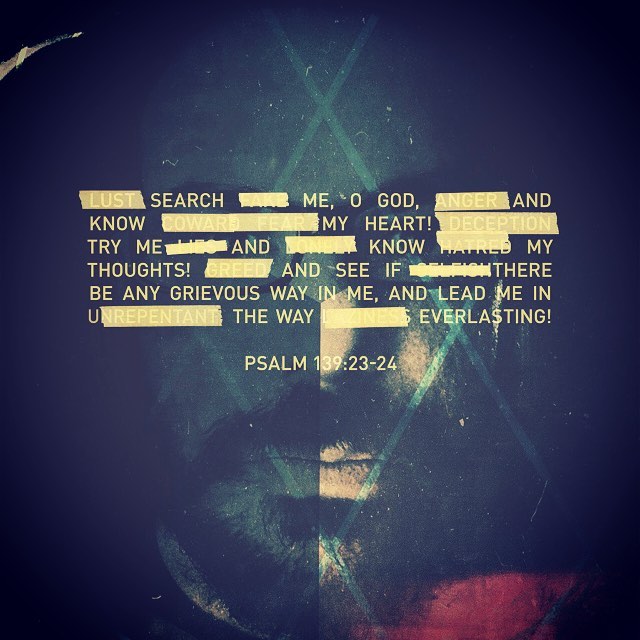 LUST SEARCH ME, O GOD, ANGER AND
KNOW COWARD FEAR MY HEART! DECEPTION
TRY ME LIES AND KNOW HATRED MY
THOUGHTS! GREED AND SEE IF SELFISH THERE
BE ANY GRIEVOUS WAY IN ME, AND LEAD ME IN
UNREPENTANT THE WAY LAZINESS EVERLASTING!
PSALM 139:23-24